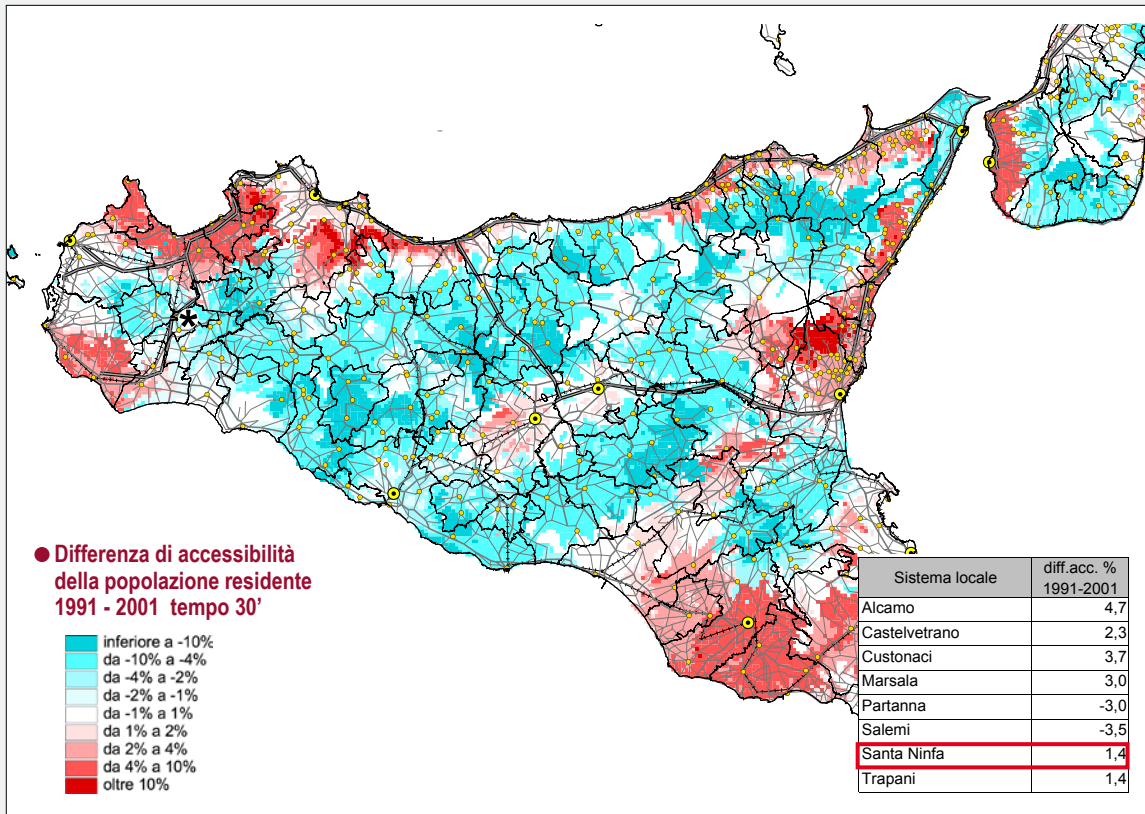 ● Differenza di accessibilità
della popolazione residente
1991 - 2001 tempo 30’
inferiore a -10%
da -10% a -4%
da -4% a -2%
da -2% a -1%
da -1% a 1%
da 1% a 2%
da 2% a 4%
da 4% a 10%
oltre 10%
*
Sistema locale diff.acc. %
1991-2001
Alcamo 4,7
Castelvetrano 2,3
Custonaci 3,7
Marsala 3,0
Partanna -3,0
Salemi -3,5
Santa Ninfa 1,4
Trapani 1,4